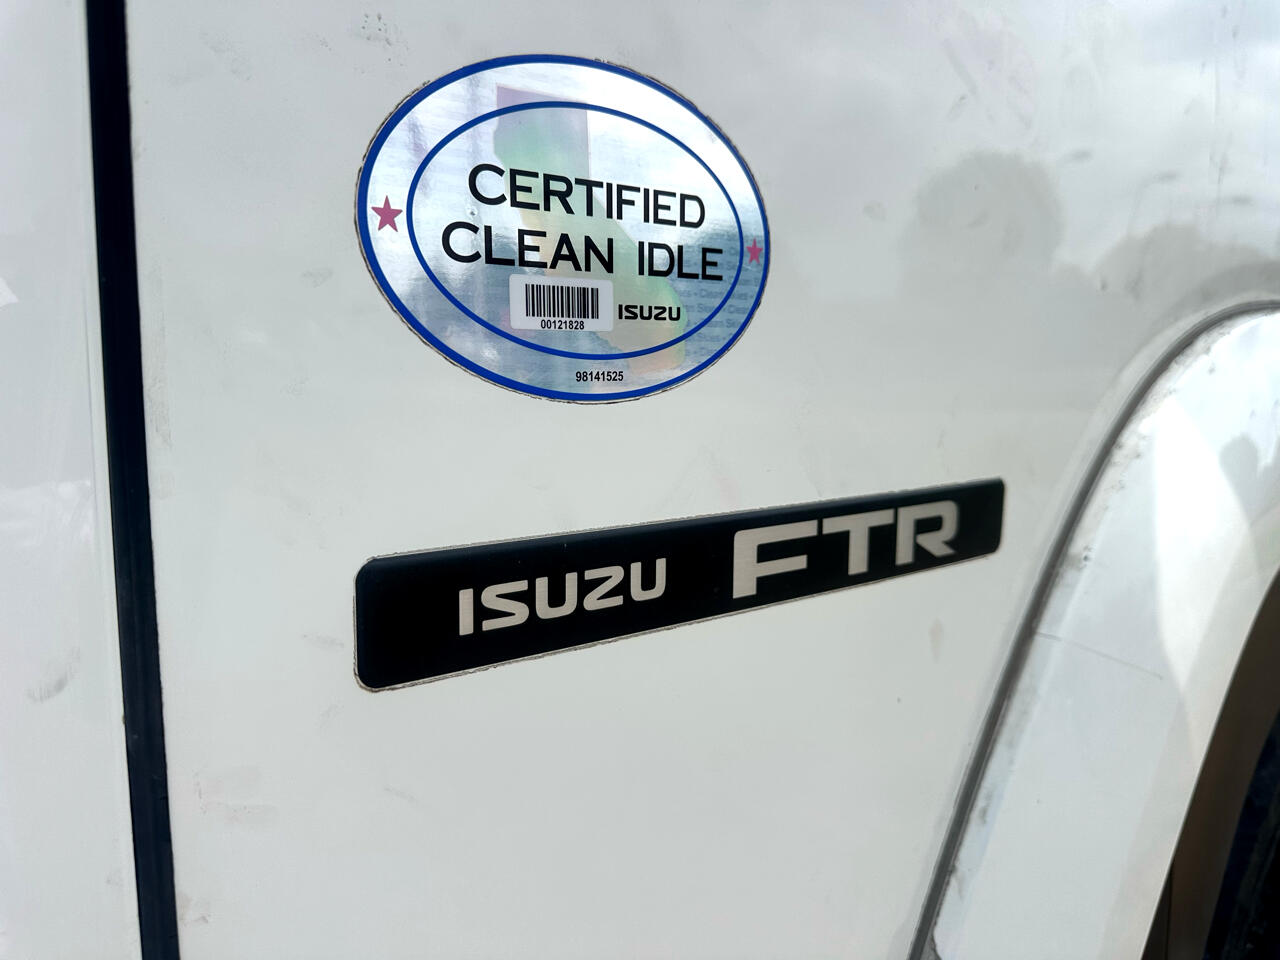 CERTIFIED
CLEAN IDLE
00121828
ISUZU
98141525
ISUZU FTR